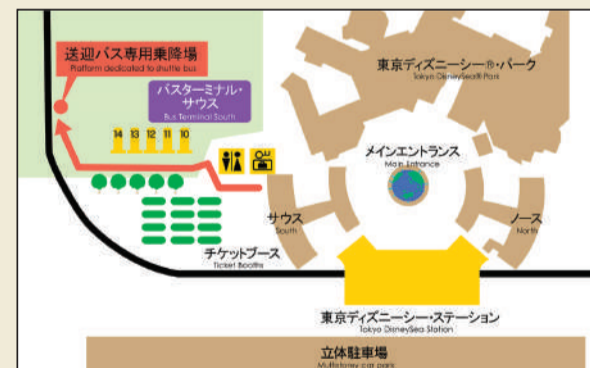 送迎バス専用乗降場
Platform dedicated to shuttle bus
東京ディズニーシー®・パーク
Tokyo DisneySea® Park
バスターミナル・
サウス
Bus Terminal South
14 13 12 11 10
メインエントランス
Main Entrance
サウス
South
ノース
North
チケットブース
Ticket Booths
東京ディズニーシー・ステーション
Tokyo DisneySea Station
立体駐車場
Multistorey car park